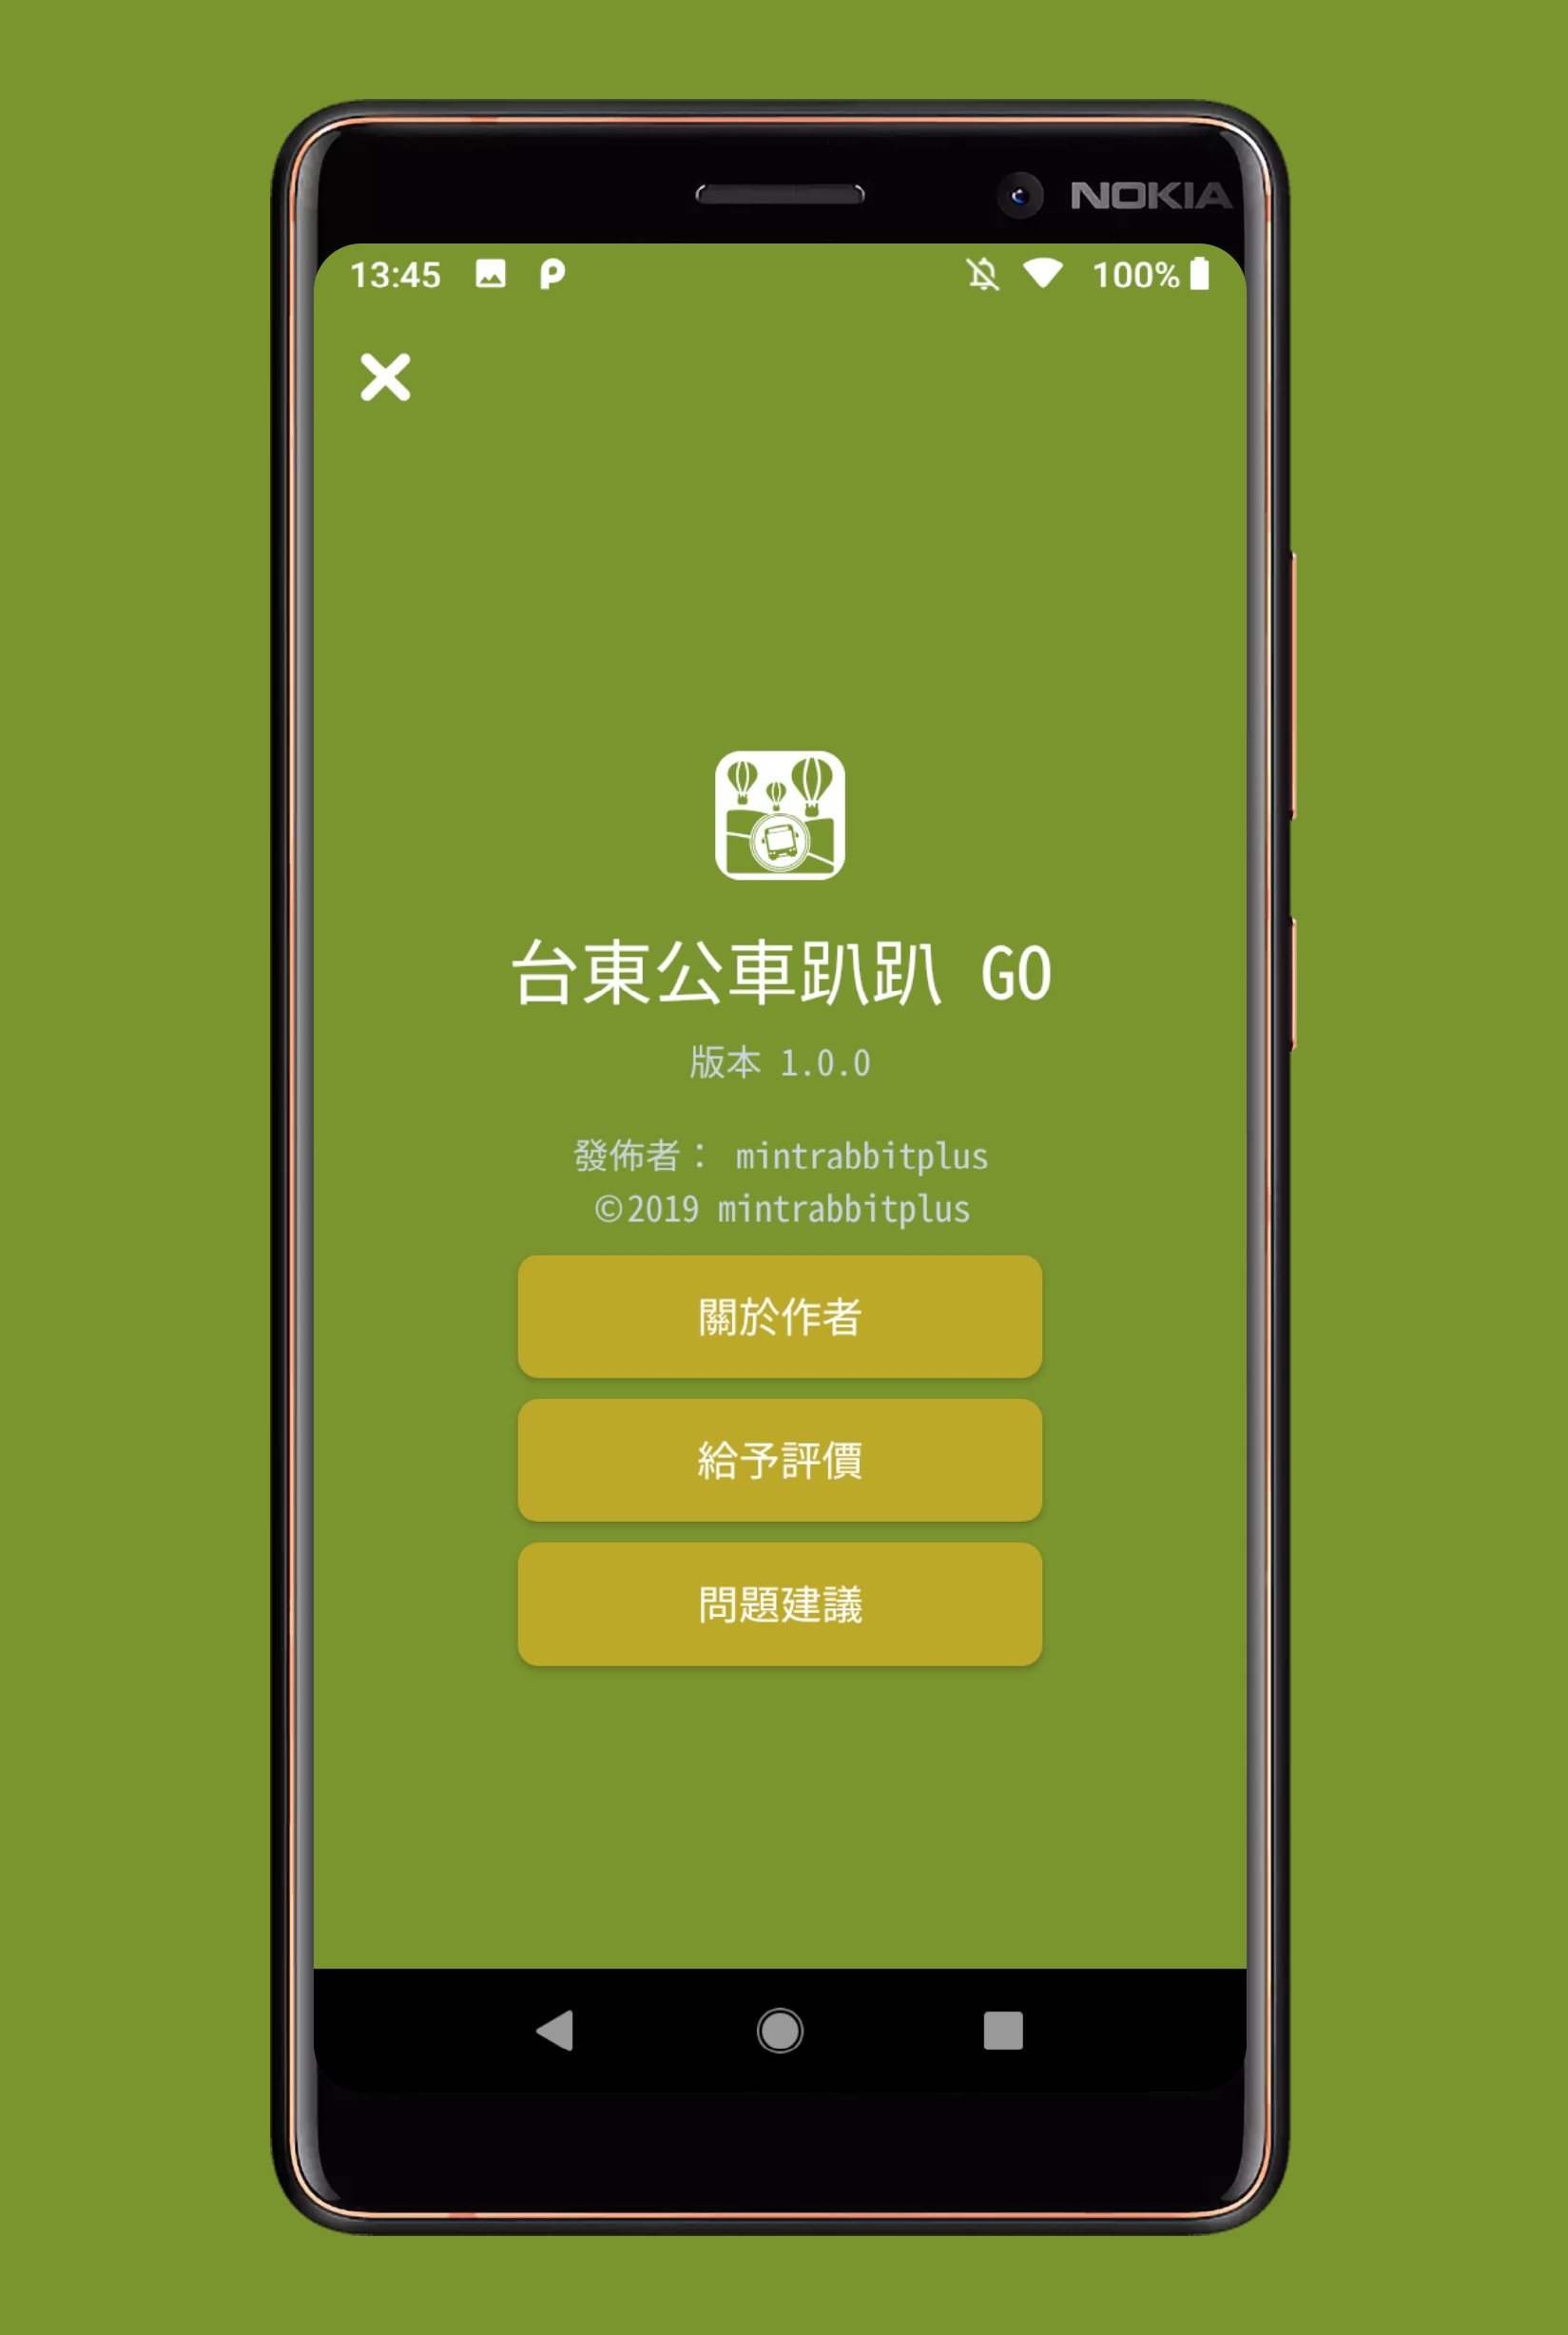 NOKIA
13:45 100%
台東公車趴趴 GO
版本 1.0.0
發佈者： mintrabbitplus
©2019 mintrabbitplus
關於作者
給予評價
問題建議